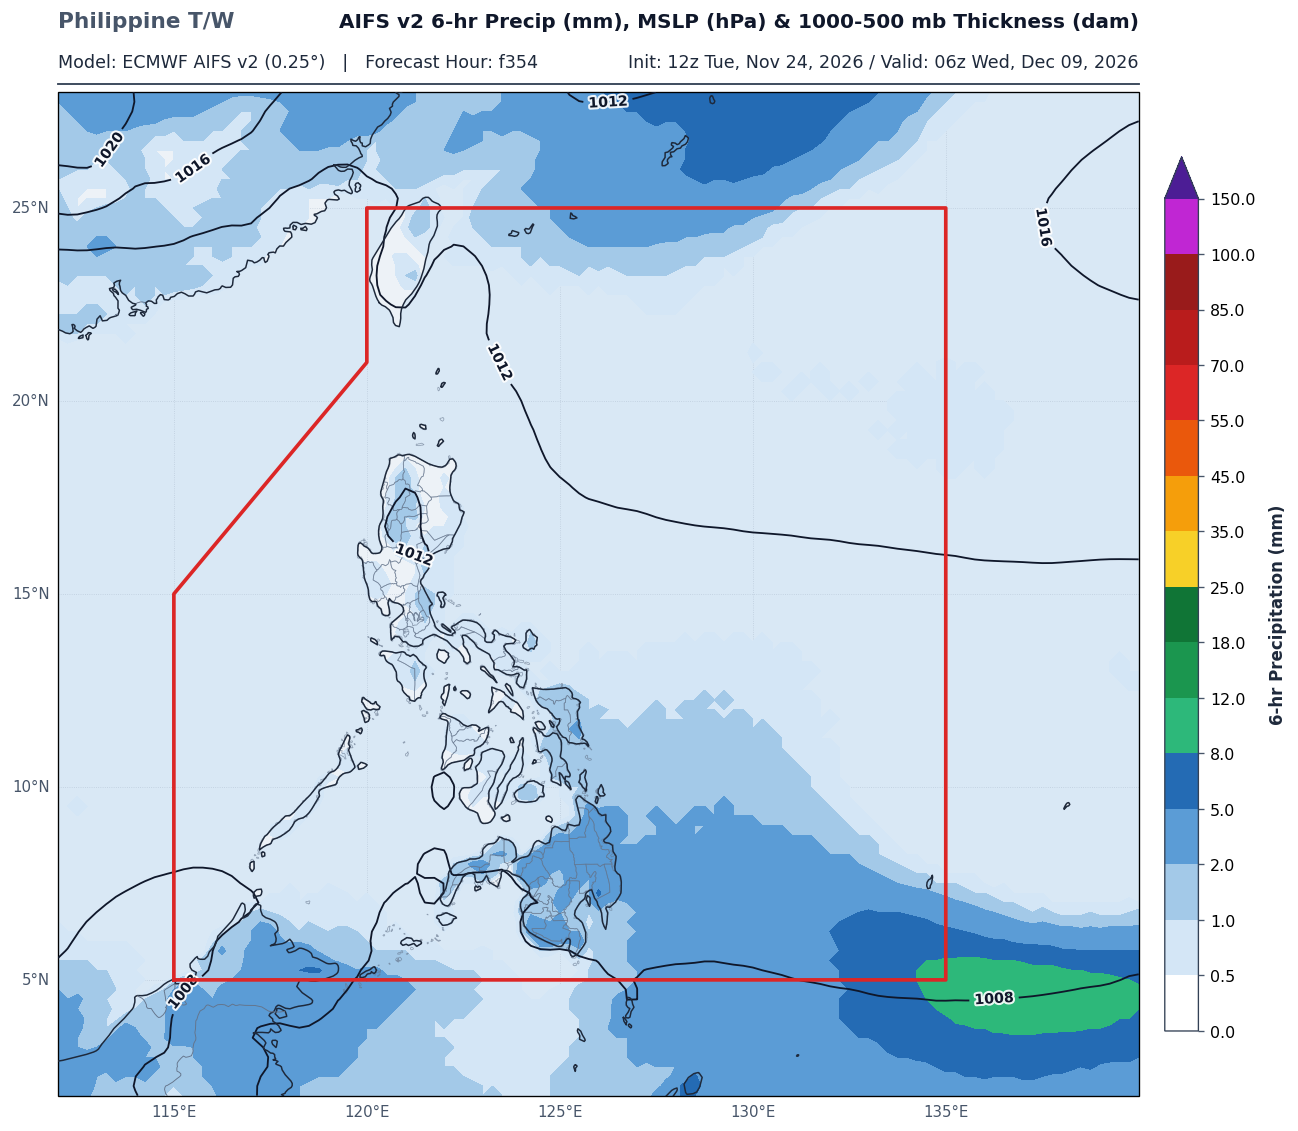 Philippine T/W
AIFS v2 6-hr Precip (mm), MSLP (hPa) & 1000-500 mb Thickness (dam)
Model: ECMWF AIFS v2 (0.25°) | Forecast Hour: f354
Init: 12z Tue, Nov 24, 2026 / Valid: 06z Wed, Dec 09, 2026
1012
1020
1016
1016
1012
1012
1008
1008
25°N
20°N
15°N
10°N
5°N
115°E
120°E
125°E
130°E
135°E
150.0
100.0
85.0
70.0
55.0
45.0
35.0
25.0
18.0
12.0
8.0
5.0
2.0
1.0
0.5
0.0
6-hr Precipitation (mm)